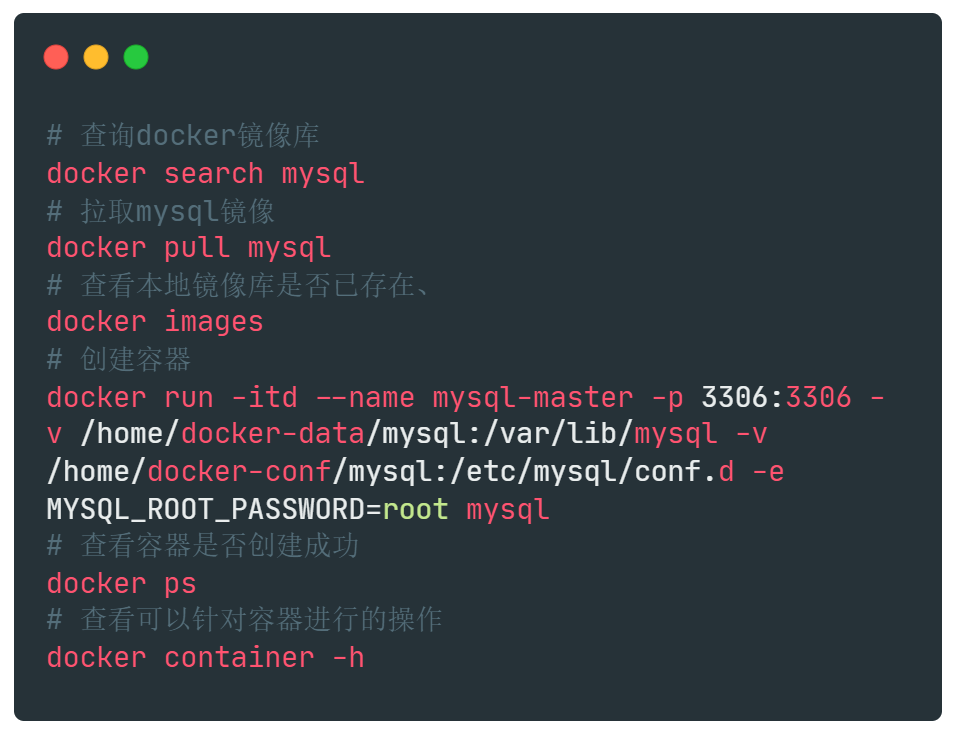 # 查询docker镜像库
docker search mysql
# 拉取mysql镜像
docker pull mysql
# 查看本地镜像库是否已存在、
docker images
# 创建容器
docker run -itd --name mysql-master -p 3306:3306 -
v /home/docker-data/mysql:/var/lib/mysql -v
/home/docker-conf/mysql:/etc/mysql/conf.d -e
MYSQL_ROOT_PASSWORD=root mysql
# 查看容器是否创建成功
docker ps
# 查看可以针对容器进行的操作
docker container -h